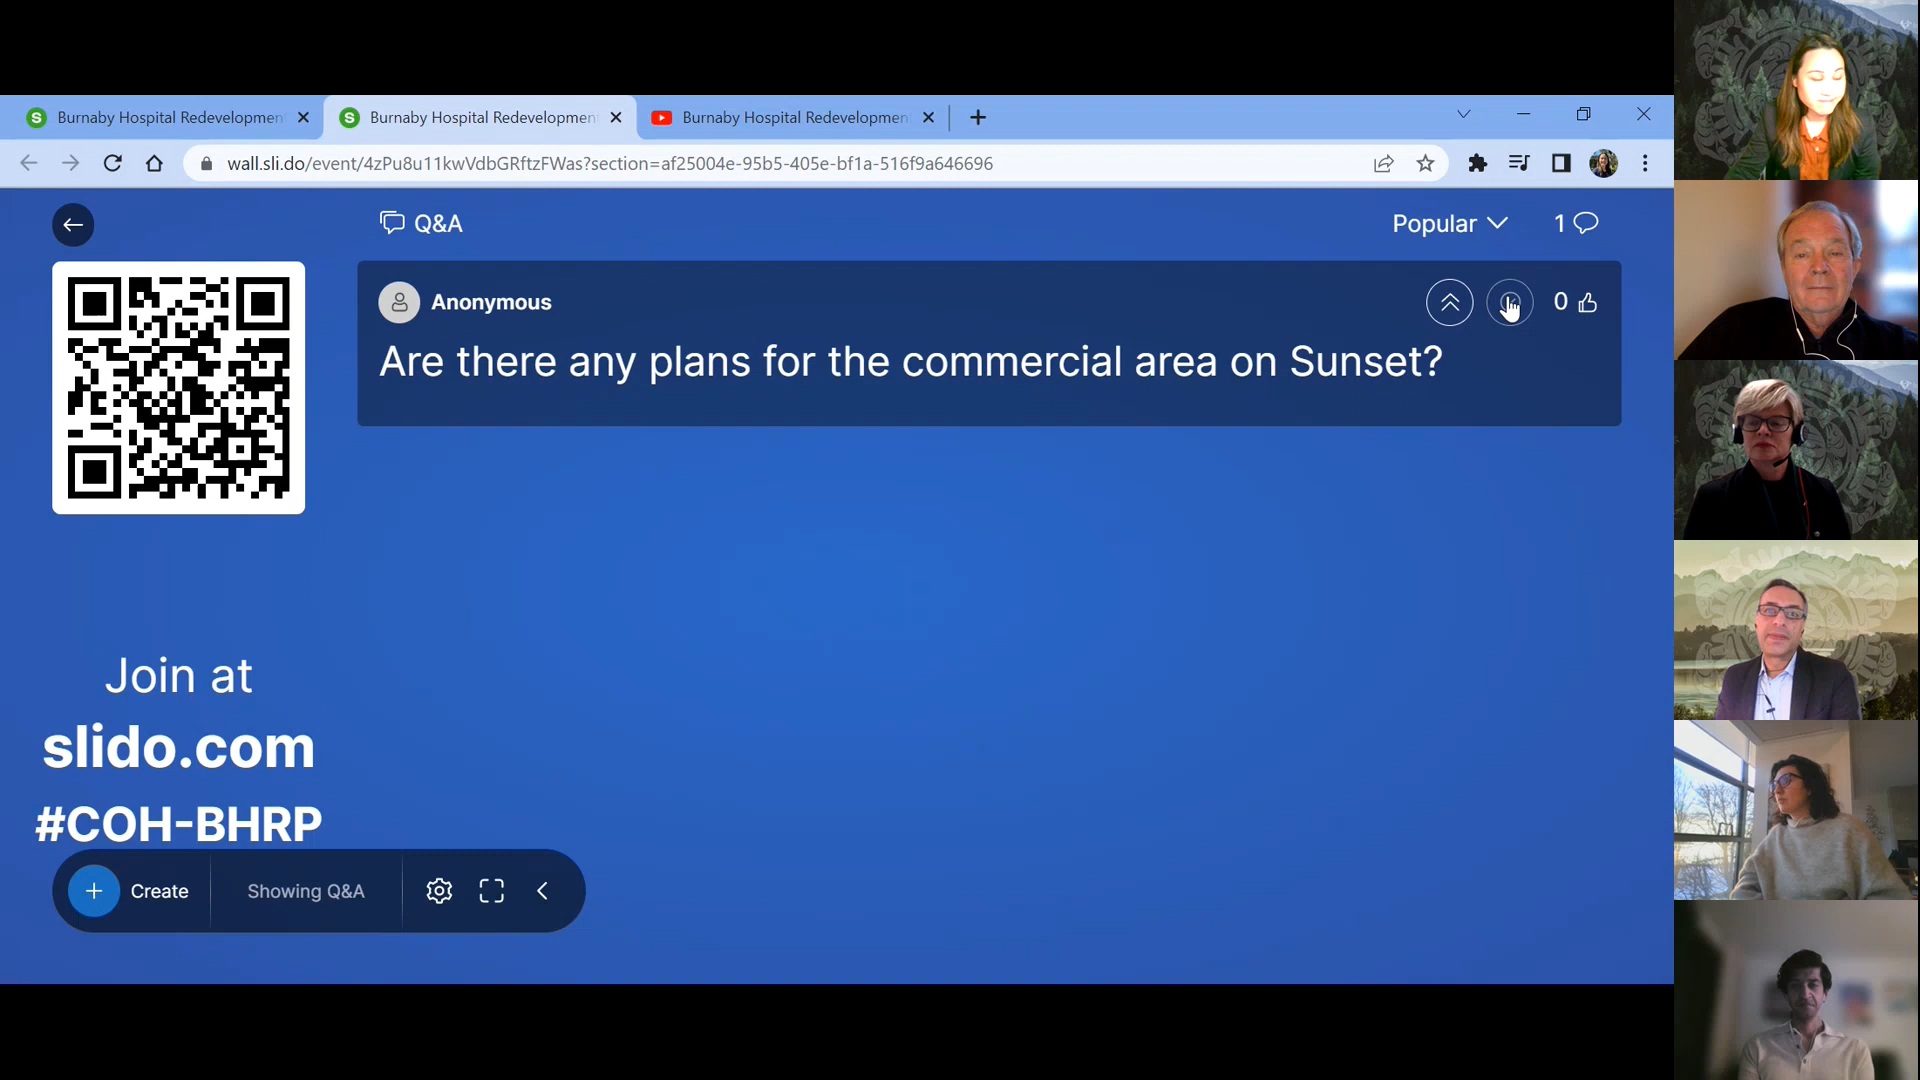 Burnaby Hospital Redevelopmen
Burnaby Hospital Redevelopmen
Burnaby Hospital Redevelopmen
wall.sli.do/event/4zPu8u11kwVdbGRftzFWas?section=af25004e-95b5-405e-bf1a-516f9a646696
Q&A
Popular
1
Anonymous
0
Are there any plans for the commercial area on Sunset?
Join at
slido.com
#COH-BHRP
Create
Showing Q&A